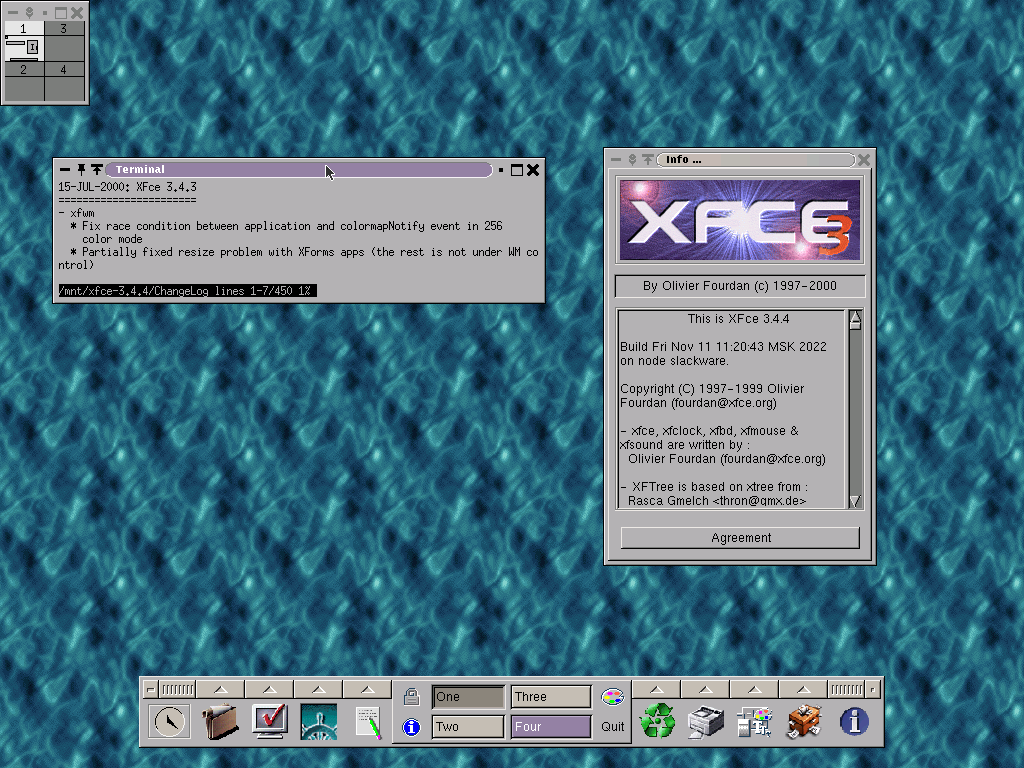 1 3
2 4
Terminal
15-JUL-2000: XFce 3.4.3
=======================
- xfwm
* Fix race condition between application and colormapNotify event in 256
color mode
* Partially fixed resize problem with XForms apps (the rest is not under WM co
ntrol)
/mnt/xfce-3.4.4/ChangeLog lines 1-7/450 1%
Info ...
XFCE 3
By Olivier Fourdan (c) 1997-2000
This is XFce 3.4.4
Build Fri Nov 11 11:20:43 MSK 2022
on node slackware.
Copyright (C) 1997-1999 Olivier
Fourdan (fourdan@xfce.org)
- xfce, xfclock, xfbd, xfmouse &
xfsound are written by :
Olivier Fourdan (fourdan@xfce.org)
- XFTree is based on xtree from :
Rasca Gmelch <thron@gmx.de>
Agreement
One Three
Two Four Quit